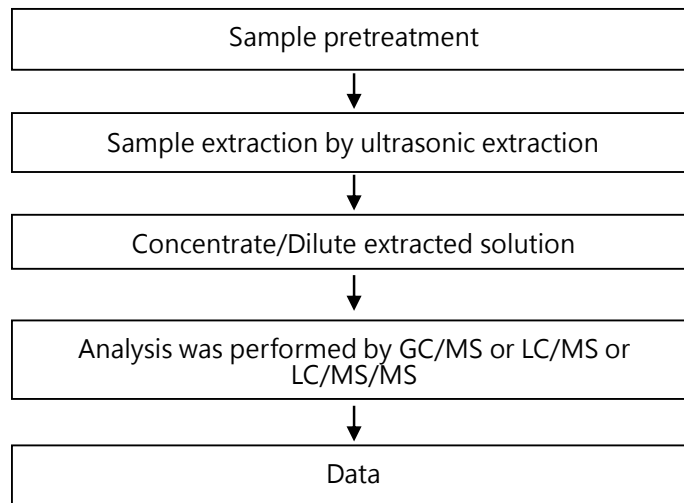 Sample pretreatment
Sample extraction by ultrasonic extraction
Concentrate/Dilute extracted solution
Analysis was performed by GC/MS or LC/MS or
LC/MS/MS
Data